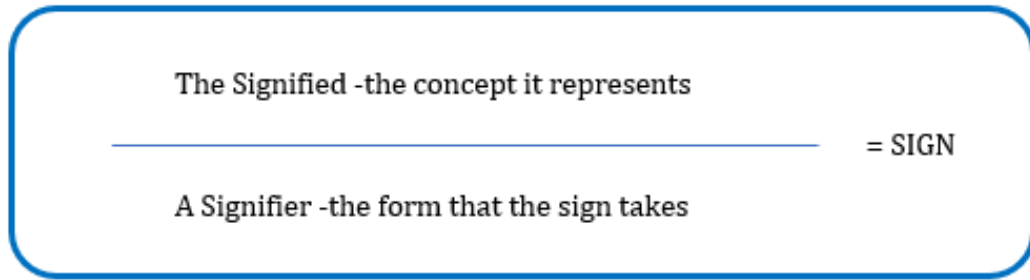 The Signified -the concept it represents
= SIGN
A Signifier -the form that the sign takes